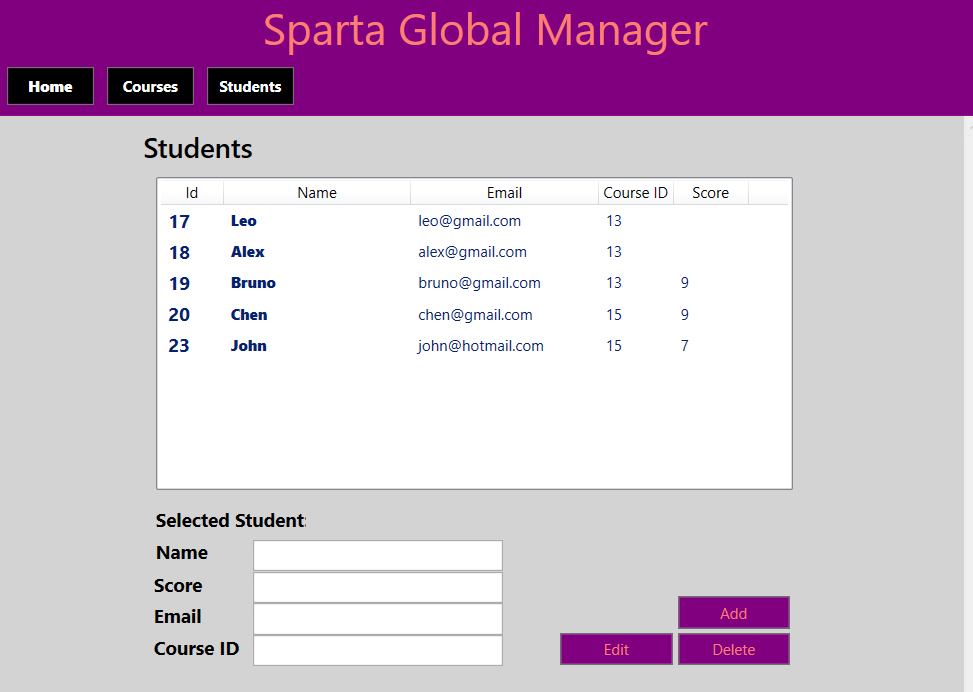 Sparta Global Manager
Home Courses Students
Students
Id Name Email Course ID Score
17 Leo leo@gmail.com 13
18 Alex alex@gmail.com 13
19 Bruno bruno@gmail.com 13 9
20 Chen chen@gmail.com 15 9
23 John john@hotmail.com 15 7
Selected Student:
Name
Score
Email
Add
Course ID
Edit Delete